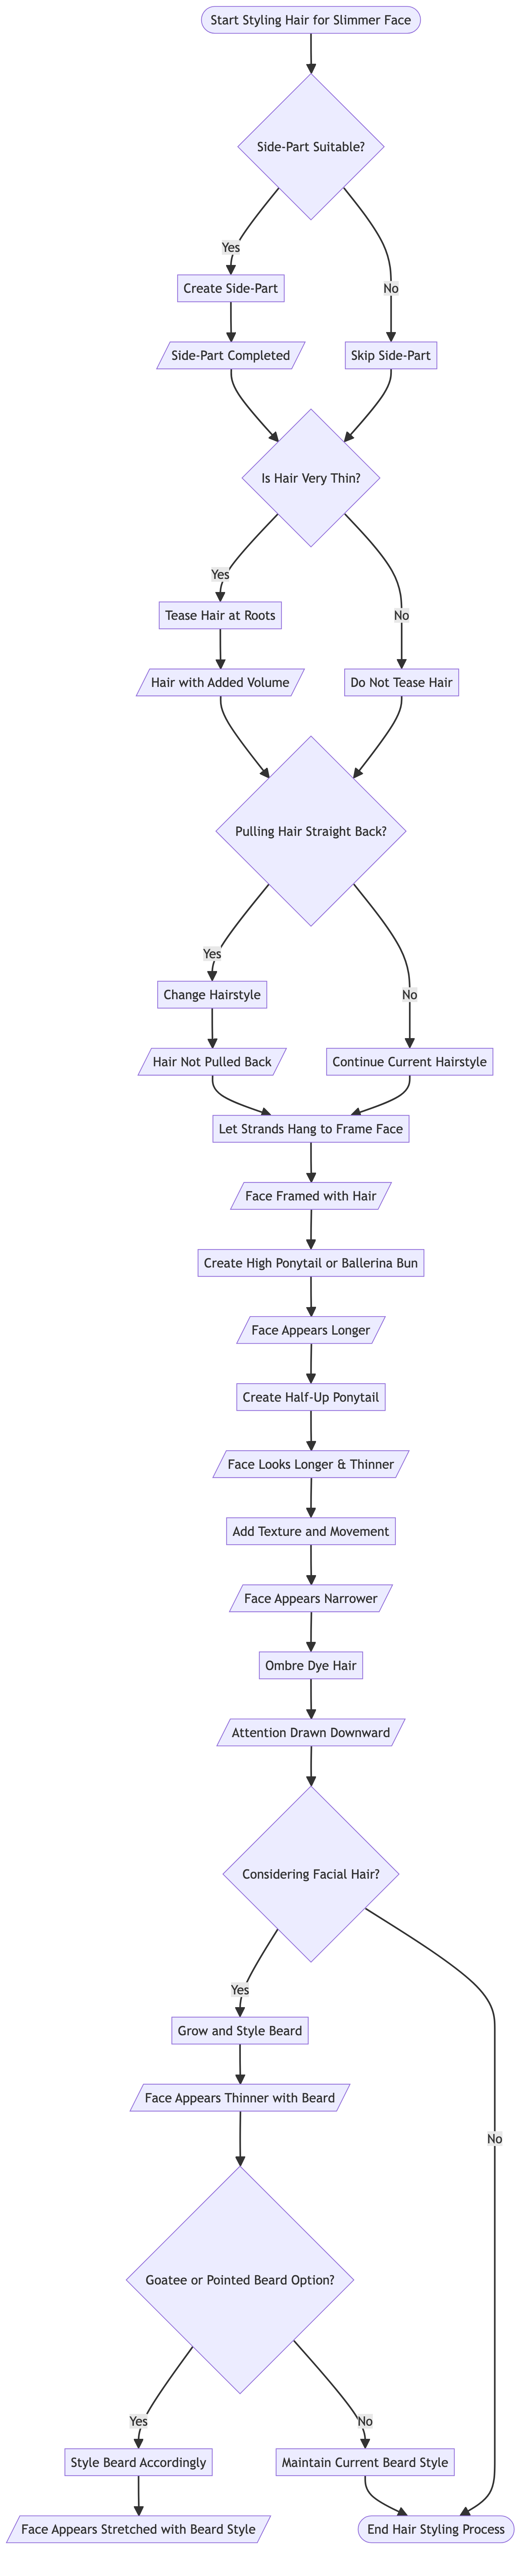 Start Styling Hair for Slimmer Face
Side-Part Suitable?
Yes
Create Side-Part
No
Side-Part Completed
Skip Side-Part
Is Hair Very Thin?
Yes
Tease Hair at Roots
No
Hair with Added Volume
Do Not Tease Hair
Pulling Hair Straight Back?
Yes
Change Hairstyle
No
Hair Not Pulled Back
Continue Current Hairstyle
Let Strands Hang to Frame Face
Face Framed with Hair
Create High Ponytail or Ballerina Bun
Face Appears Longer
Create Half-Up Ponytail
Face Looks Longer & Thinner
Add Texture and Movement
Face Appears Narrower
Ombre Dye Hair
Attention Drawn Downward
Considering Facial Hair?
Yes
Grow and Style Beard
Face Appears Thinner with Beard
No
Goatee or Pointed Beard Option?
Yes
No
Style Beard Accordingly
Maintain Current Beard Style
Face Appears Stretched with Beard Style
End Hair Styling Process